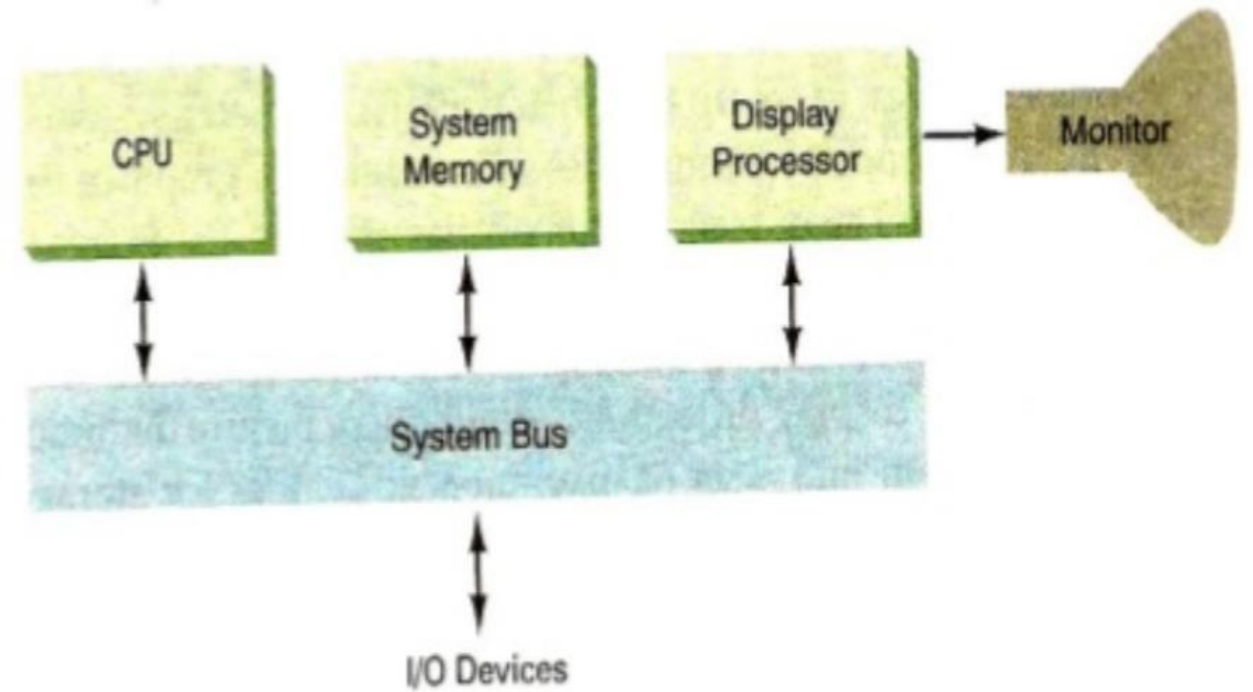 CPU
System
Memory
Display
Processor
Monitor
System Bus
I/O Devices